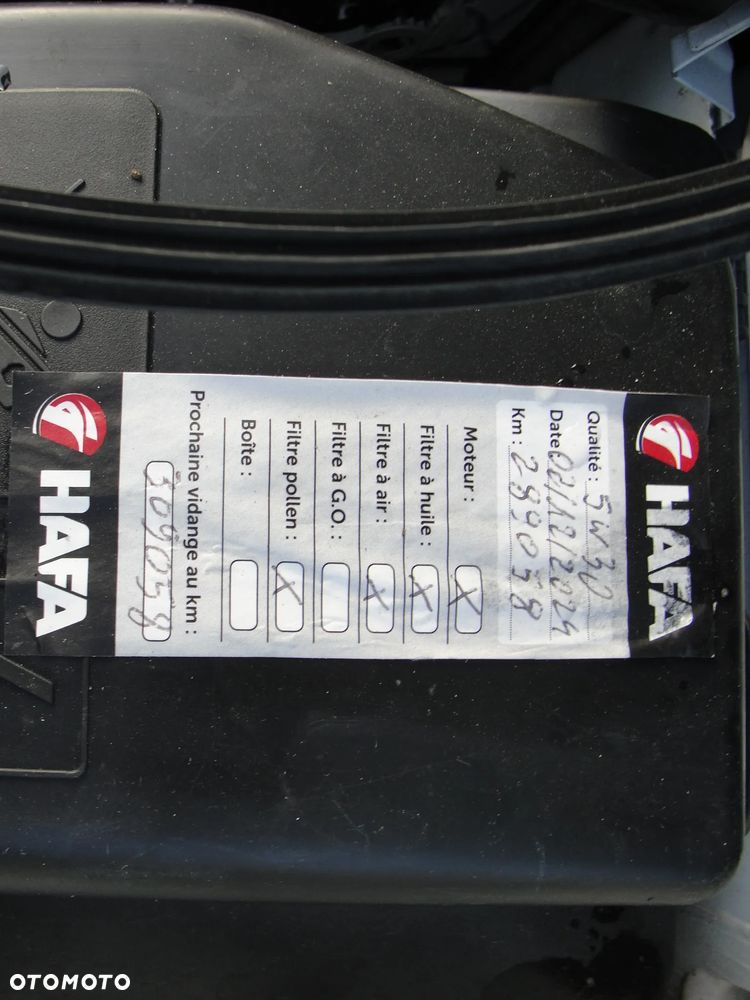 HAFA
Qualité : 5W30
Date 02/12/2024
Km : 289058
Moteur : X
Filtre à huile : X
Filtre à air : X
Filtre à G.O. :
Filtre pollen : X
Boîte :
Prochaine vidange au km :
309058
HAFA
OTOMOTO